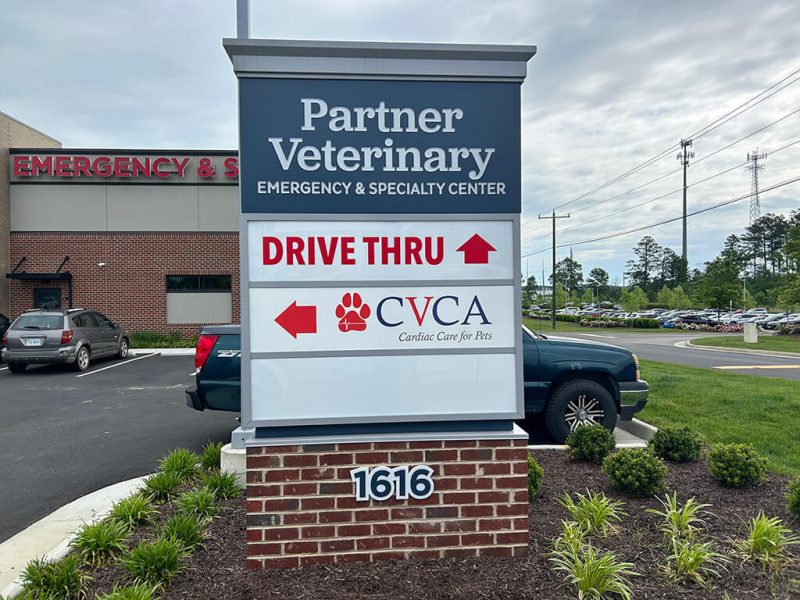 EMERGENCY & S
Partner
Veterinary
EMERGENCY & SPECIALTY CENTER
DRIVE THRU
CVCA
Cardiac Care for Pets
1616